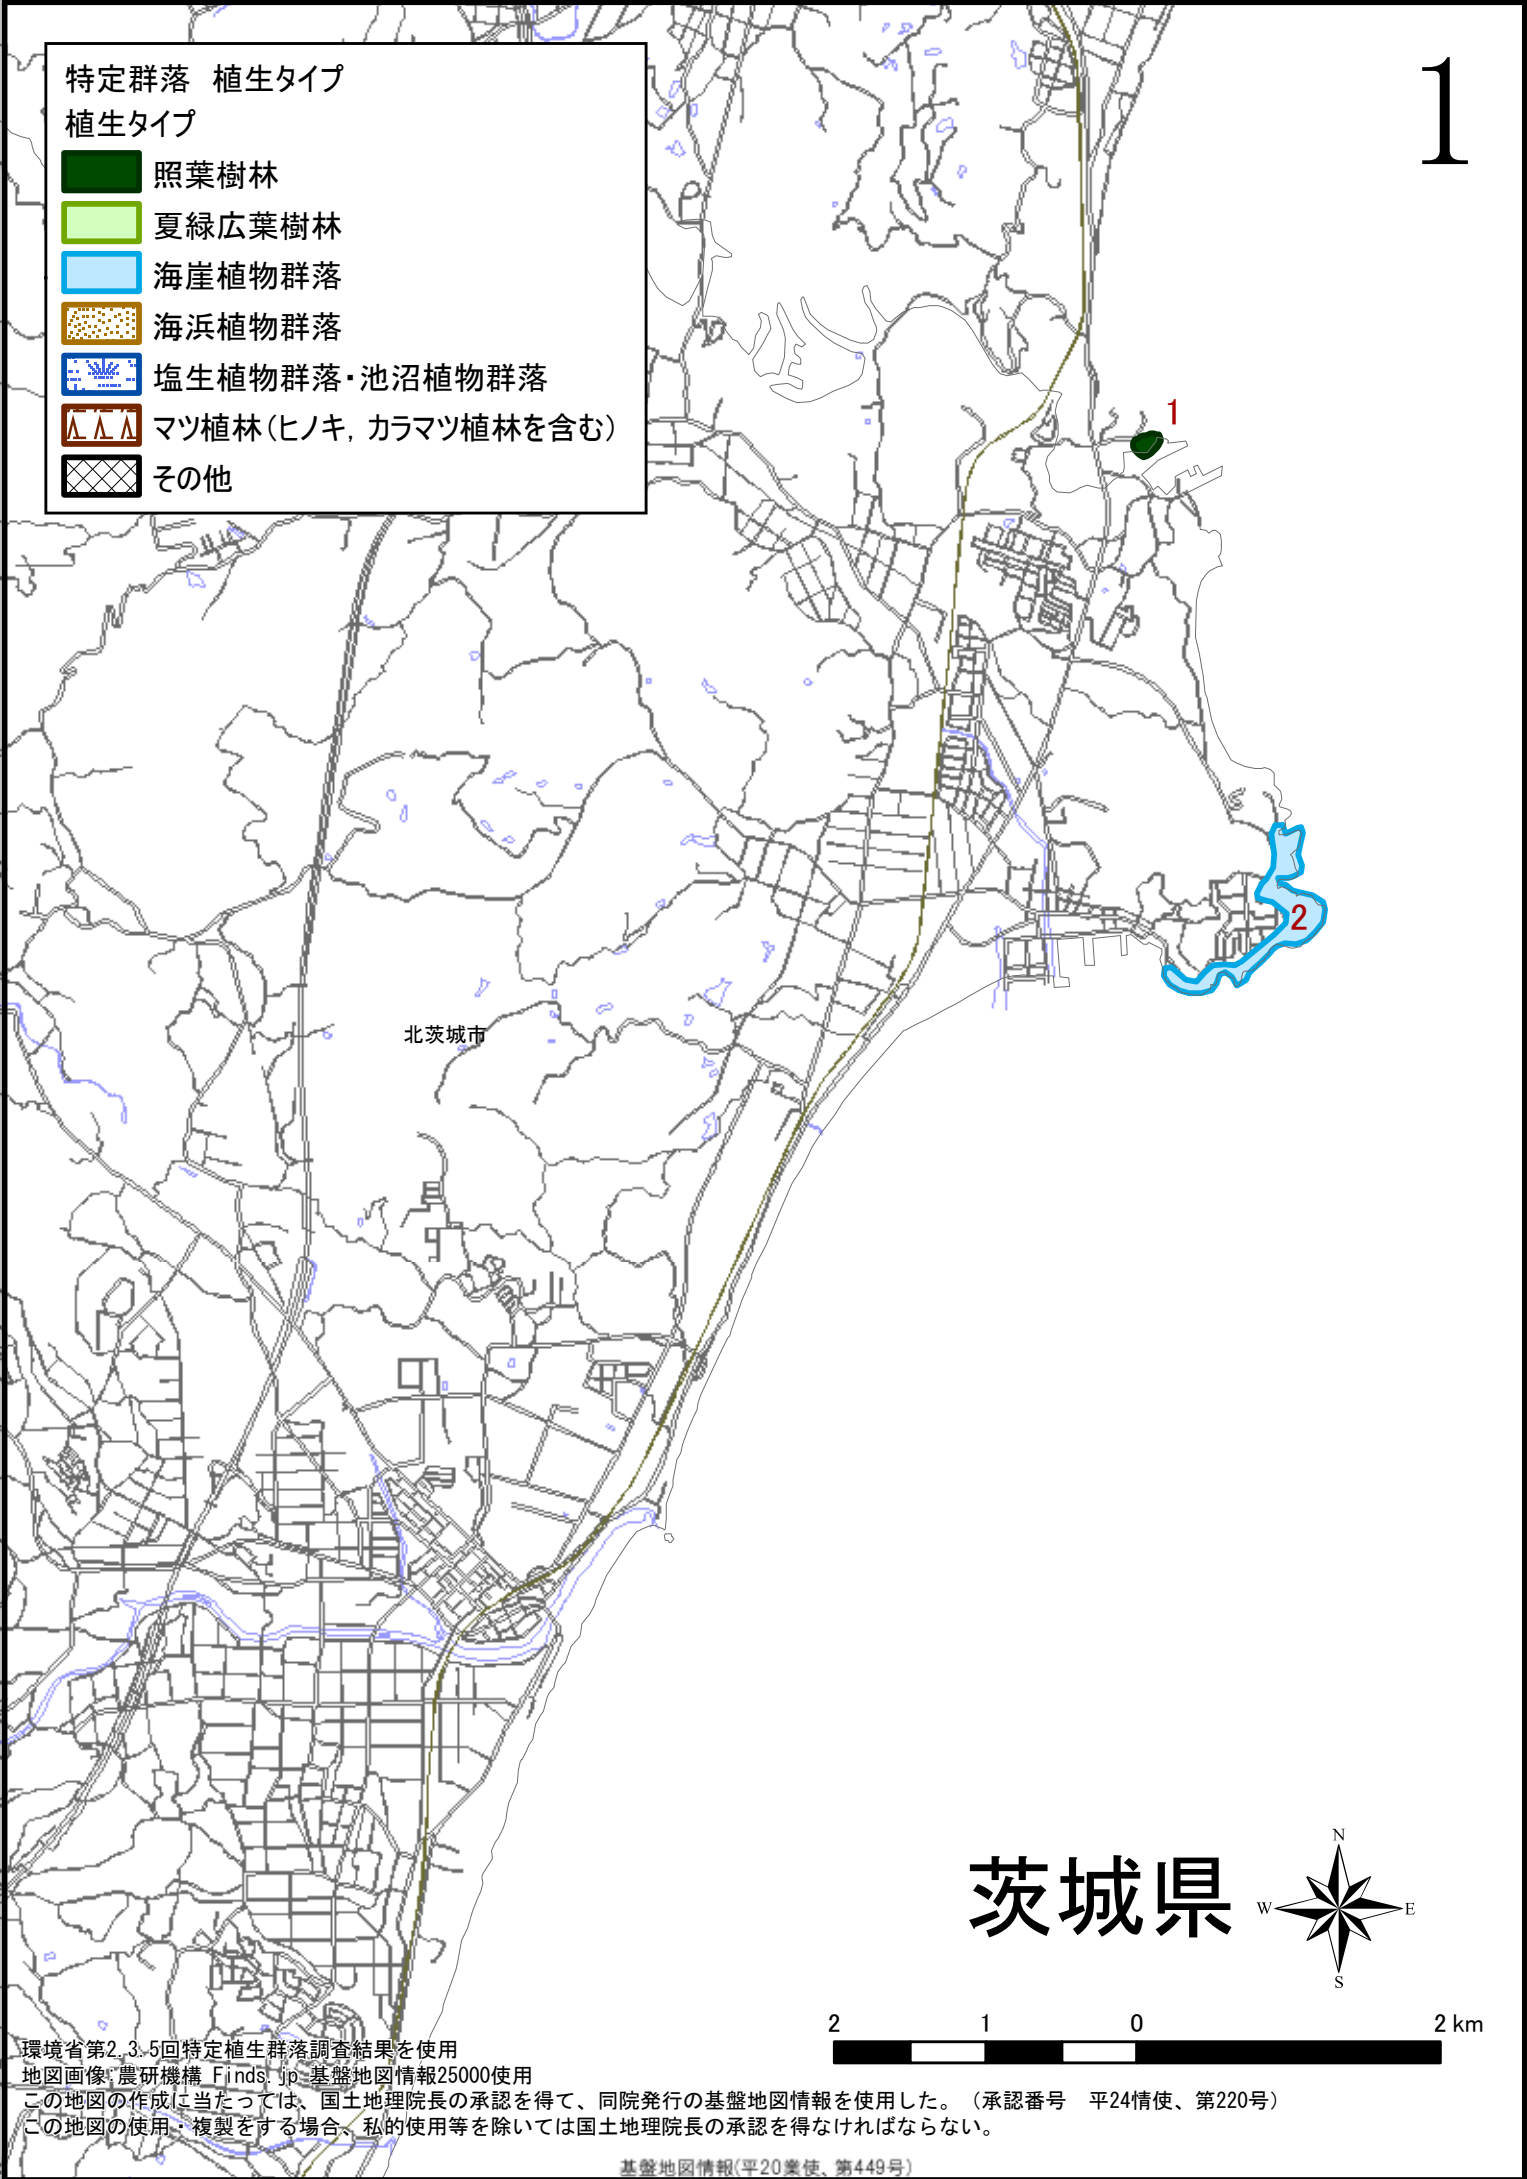 1
特定群落　植生タイプ
植生タイプ
照葉樹林
夏緑広葉樹林
海崖植物群落
海浜植物群落
塩生植物群落・池沼植物群落
マツ植林（ヒノキ，カラマツ植林を含む）
その他
1
2
北茨城市
茨城県
N
W E
S
2 1 0 2 km
環境省第2.3.5回特定植生群落調査結果を使用
地図画像:農研機構 Finds.jp 基盤地図情報25000使用
この地図の作成に当たっては、国土地理院長の承認を得て、同院発行の基盤地図情報を使用した。（承認番号　平24情使、第220号）
この地図の使用・複製をする場合、私的使用等を除いては国土地理院長の承認を得なければならない。
基盤地図情報(平20業使、第449号)